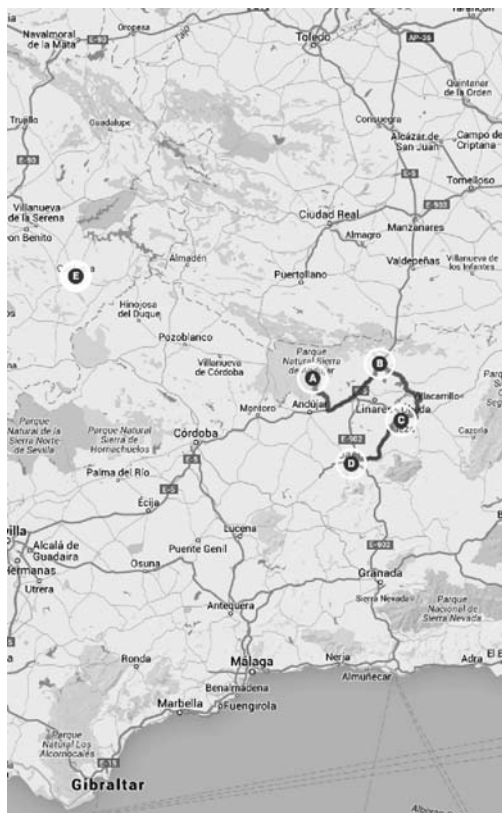 Navalmoral
de la Mata
E-90
Oropesa
Tajo
Toledo
AP-36
Quintanar
de la Orden
Trujillo
Guadalupe
Consuegra
Alcázar de
San Juan
Campo de
Criptana
E-90
E-5
Tomelloso
Villanueva
de la Serena
E-903
Ciudad Real
Manzanares
Almagro
Don Benito
Almadén
Valdepeñas
Villanueva de
los Infantes
E
Puertollano
Hinojosa
del Duque
Pozoblanco
Parque
Natural Sierra
de Andújar
B
Villanueva
de Córdoba
A
Montoro
Andújar
Linares
C
Cazorla
Parque
Natural de la
Sierra Norte
de Sevilla
Parque Natural
Sierra de
Hornachuelos
Córdoba
E-5
E-902
D
Palma del Río
E-5
Écija
Lucena
E-902
Alcalá de
Guadaíra
Puente Genil
Hermanas
Osuna
Utrera
Granada
Sierra Nevada
Parque
Nacional de
Sierra Nevada
Antequera
Ronda
Málaga
Nerja
Adra
Almuñécar
Benalmádena
Fuengirola
Marbella
Parque
Natural Los
Alcornocales
E-15
Gibraltar